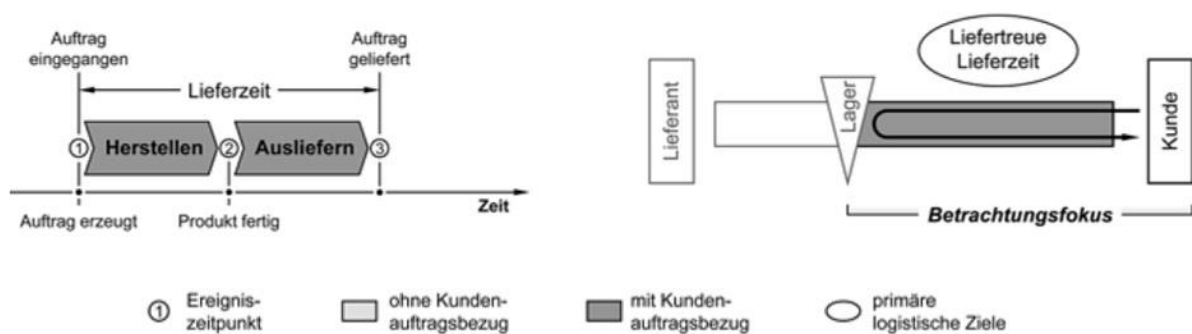 Auftrag
eingegangen
Auftrag
geliefert
Lieferzeit
1
Herstellen
2
Ausliefern
3
Zeit
Auftrag erzeugt
Produkt fertig
Liefertreue
Lieferzeit
Lieferant
Lager
Kunde
Betrachtungsfokus
1
Ereignis-
zeitpunkt
ohne Kunden-
auftragsbezug
mit Kunden-
auftragsbezug
primäre
logistische Ziele